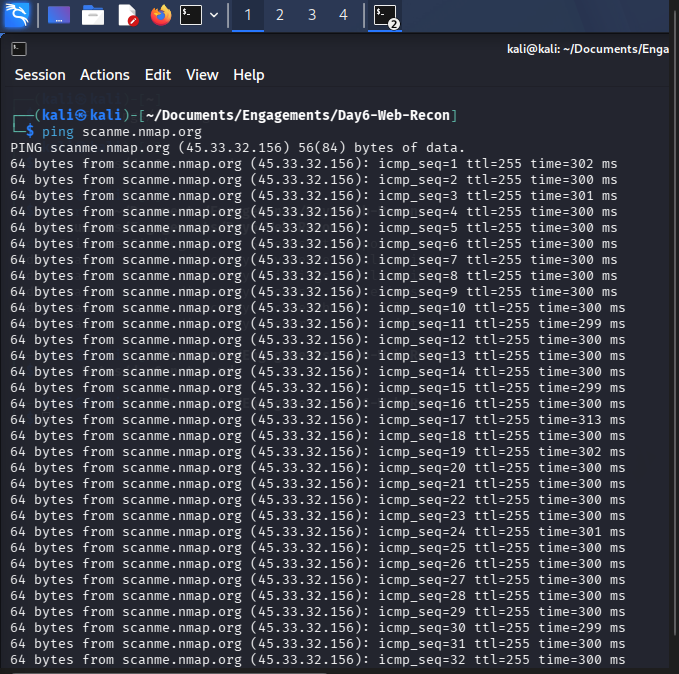 1 2 3 4 2
kali@kali: ~/Documents/Enga
Session Actions Edit View Help
┌──(kali㉿kali)-[~/Documents/Engagements/Day6-Web-Recon]
└─$ ping scanme.nmap.org
PING scanme.nmap.org (45.33.32.156) 56(84) bytes of data.
64 bytes from scanme.nmap.org (45.33.32.156): icmp_seq=1 ttl=255 time=302 ms
64 bytes from scanme.nmap.org (45.33.32.156): icmp_seq=2 ttl=255 time=300 ms
64 bytes from scanme.nmap.org (45.33.32.156): icmp_seq=3 ttl=255 time=301 ms
64 bytes from scanme.nmap.org (45.33.32.156): icmp_seq=4 ttl=255 time=300 ms
64 bytes from scanme.nmap.org (45.33.32.156): icmp_seq=5 ttl=255 time=300 ms
64 bytes from scanme.nmap.org (45.33.32.156): icmp_seq=6 ttl=255 time=300 ms
64 bytes from scanme.nmap.org (45.33.32.156): icmp_seq=7 ttl=255 time=300 ms
64 bytes from scanme.nmap.org (45.33.32.156): icmp_seq=8 ttl=255 time=300 ms
64 bytes from scanme.nmap.org (45.33.32.156): icmp_seq=9 ttl=255 time=300 ms
64 bytes from scanme.nmap.org (45.33.32.156): icmp_seq=10 ttl=255 time=300 ms
64 bytes from scanme.nmap.org (45.33.32.156): icmp_seq=11 ttl=255 time=299 ms
64 bytes from scanme.nmap.org (45.33.32.156): icmp_seq=12 ttl=255 time=300 ms
64 bytes from scanme.nmap.org (45.33.32.156): icmp_seq=13 ttl=255 time=300 ms
64 bytes from scanme.nmap.org (45.33.32.156): icmp_seq=14 ttl=255 time=300 ms
64 bytes from scanme.nmap.org (45.33.32.156): icmp_seq=15 ttl=255 time=299 ms
64 bytes from scanme.nmap.org (45.33.32.156): icmp_seq=16 ttl=255 time=300 ms
64 bytes from scanme.nmap.org (45.33.32.156): icmp_seq=17 ttl=255 time=313 ms
64 bytes from scanme.nmap.org (45.33.32.156): icmp_seq=18 ttl=255 time=300 ms
64 bytes from scanme.nmap.org (45.33.32.156): icmp_seq=19 ttl=255 time=302 ms
64 bytes from scanme.nmap.org (45.33.32.156): icmp_seq=20 ttl=255 time=300 ms
64 bytes from scanme.nmap.org (45.33.32.156): icmp_seq=21 ttl=255 time=300 ms
64 bytes from scanme.nmap.org (45.33.32.156): icmp_seq=22 ttl=255 time=300 ms
64 bytes from scanme.nmap.org (45.33.32.156): icmp_seq=23 ttl=255 time=300 ms
64 bytes from scanme.nmap.org (45.33.32.156): icmp_seq=24 ttl=255 time=301 ms
64 bytes from scanme.nmap.org (45.33.32.156): icmp_seq=25 ttl=255 time=300 ms
64 bytes from scanme.nmap.org (45.33.32.156): icmp_seq=26 ttl=255 time=300 ms
64 bytes from scanme.nmap.org (45.33.32.156): icmp_seq=27 ttl=255 time=300 ms
64 bytes from scanme.nmap.org (45.33.32.156): icmp_seq=28 ttl=255 time=300 ms
64 bytes from scanme.nmap.org (45.33.32.156): icmp_seq=29 ttl=255 time=300 ms
64 bytes from scanme.nmap.org (45.33.32.156): icmp_seq=30 ttl=255 time=299 ms
64 bytes from scanme.nmap.org (45.33.32.156): icmp_seq=31 ttl=255 time=300 ms
64 bytes from scanme.nmap.org (45.33.32.156): icmp_seq=32 ttl=255 time=300 ms